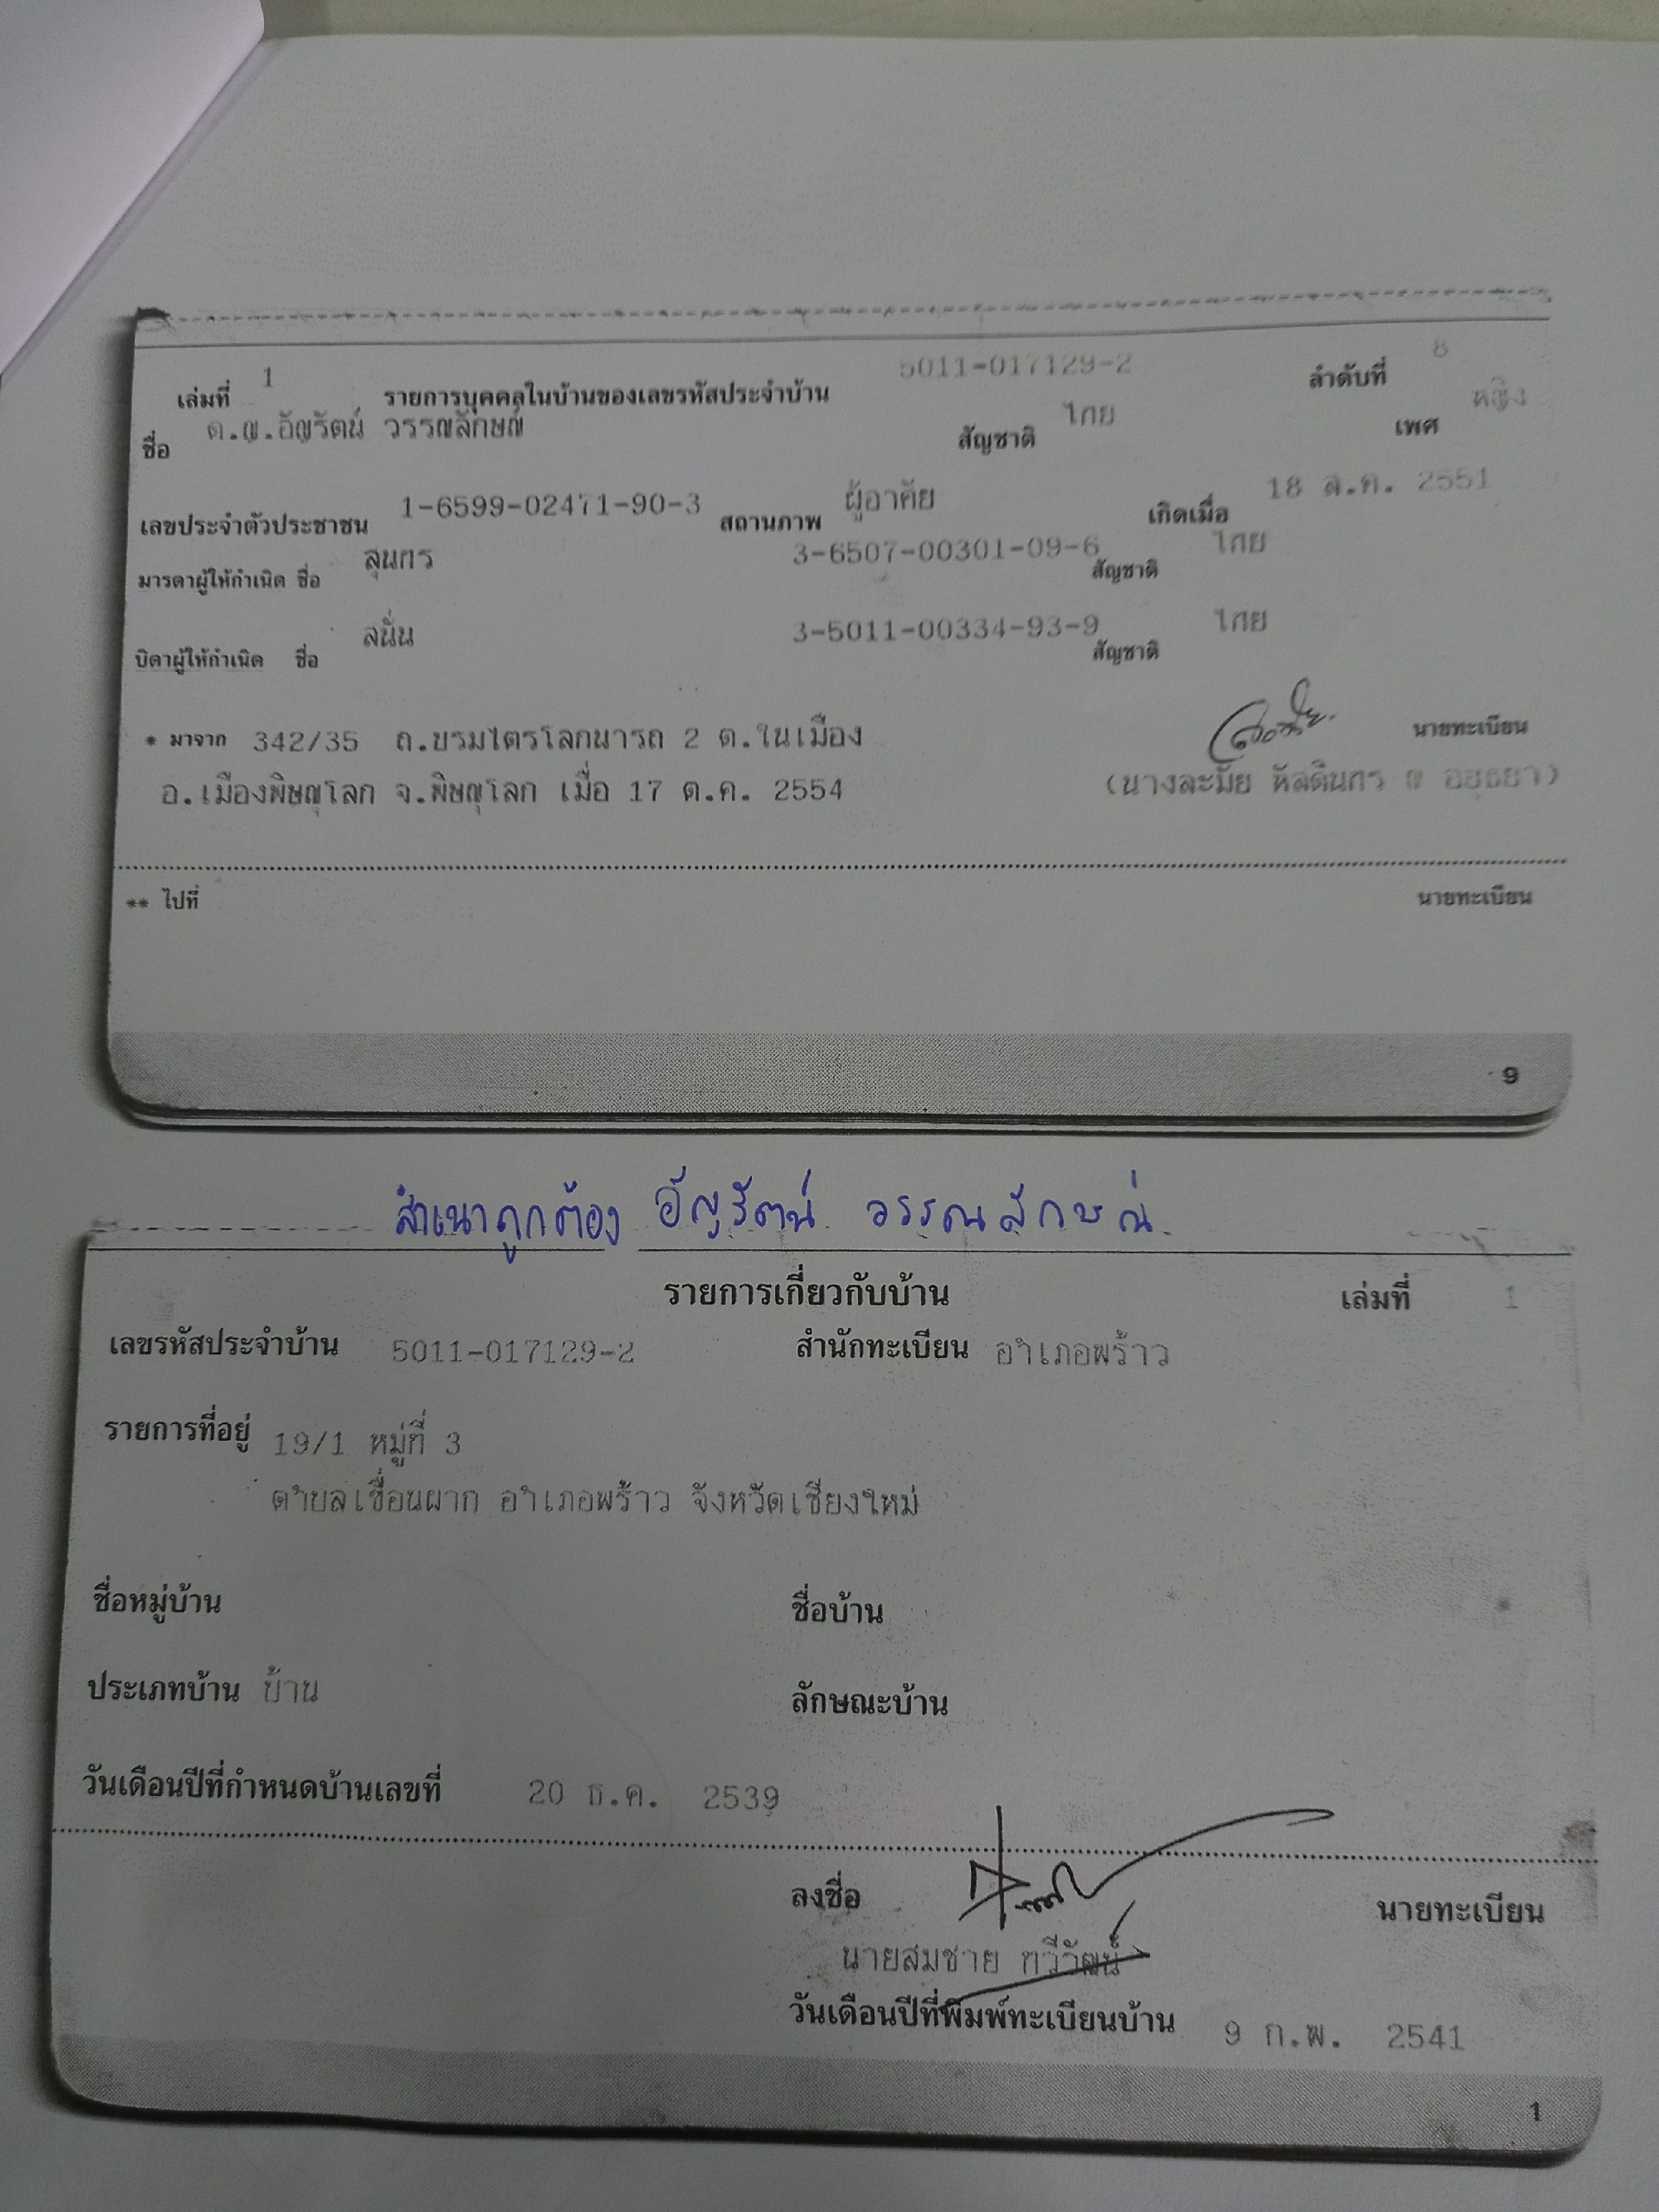 เล่มที่ 1 รายการบุคคลในบ้านของเลขรหัสประจำบ้าน 5011-017129-2 ลำดับที่ 8
ชื่อ ด.ญ.อัญรัตน์ วรรณลักษณ์ สัญชาติ ไทย เพศ หญิง
เลขประจำตัวประชาชน 1-6599-02471-90-3 สถานภาพ ผู้อาศัย เกิดเมื่อ 18 ส.ค. 2551
มารดาผู้ให้กำเนิด ชื่อ สุนทร 3-6507-00301-09-6 สัญชาติ ไทย
บิดาผู้ให้กำเนิด ชื่อ สนั่น 3-5011-00334-93-9 สัญชาติ ไทย
* มาจาก 342/35 ถ.บรมไตรโลกนารถ 2 ต.ในเมือง นายทะเบียน
อ.เมืองพิษณุโลก จ.พิษณุโลก เมื่อ 17 ต.ค. 2554 (นางละมัย หัสดินทร ณ อยุธยา)
** ไปที่ นายทะเบียน
9
สำเนาถูกต้อง อัญรัตน์ วรรณลักษณ์
รายการเกี่ยวกับบ้าน เล่มที่ 1
เลขรหัสประจำบ้าน 5011-017129-2 สำนักทะเบียน อำเภอพร้าว
รายการที่อยู่ 19/1 หมู่ที่ 3
ตำบลเขื่อนผาก อำเภอพร้าว จังหวัดเชียงใหม่
ชื่อหมู่บ้าน ชื่อบ้าน
ประเภทบ้าน บ้าน ลักษณะบ้าน
วันเดือนปีที่กำหนดบ้านเลขที่ 20 ธ.ค. 2539
ลงชื่อ นายทะเบียน
นายสมชาย ทวีวัฒน์
วันเดือนปีที่พิมพ์ทะเบียนบ้าน 9 ก.พ. 2541
1